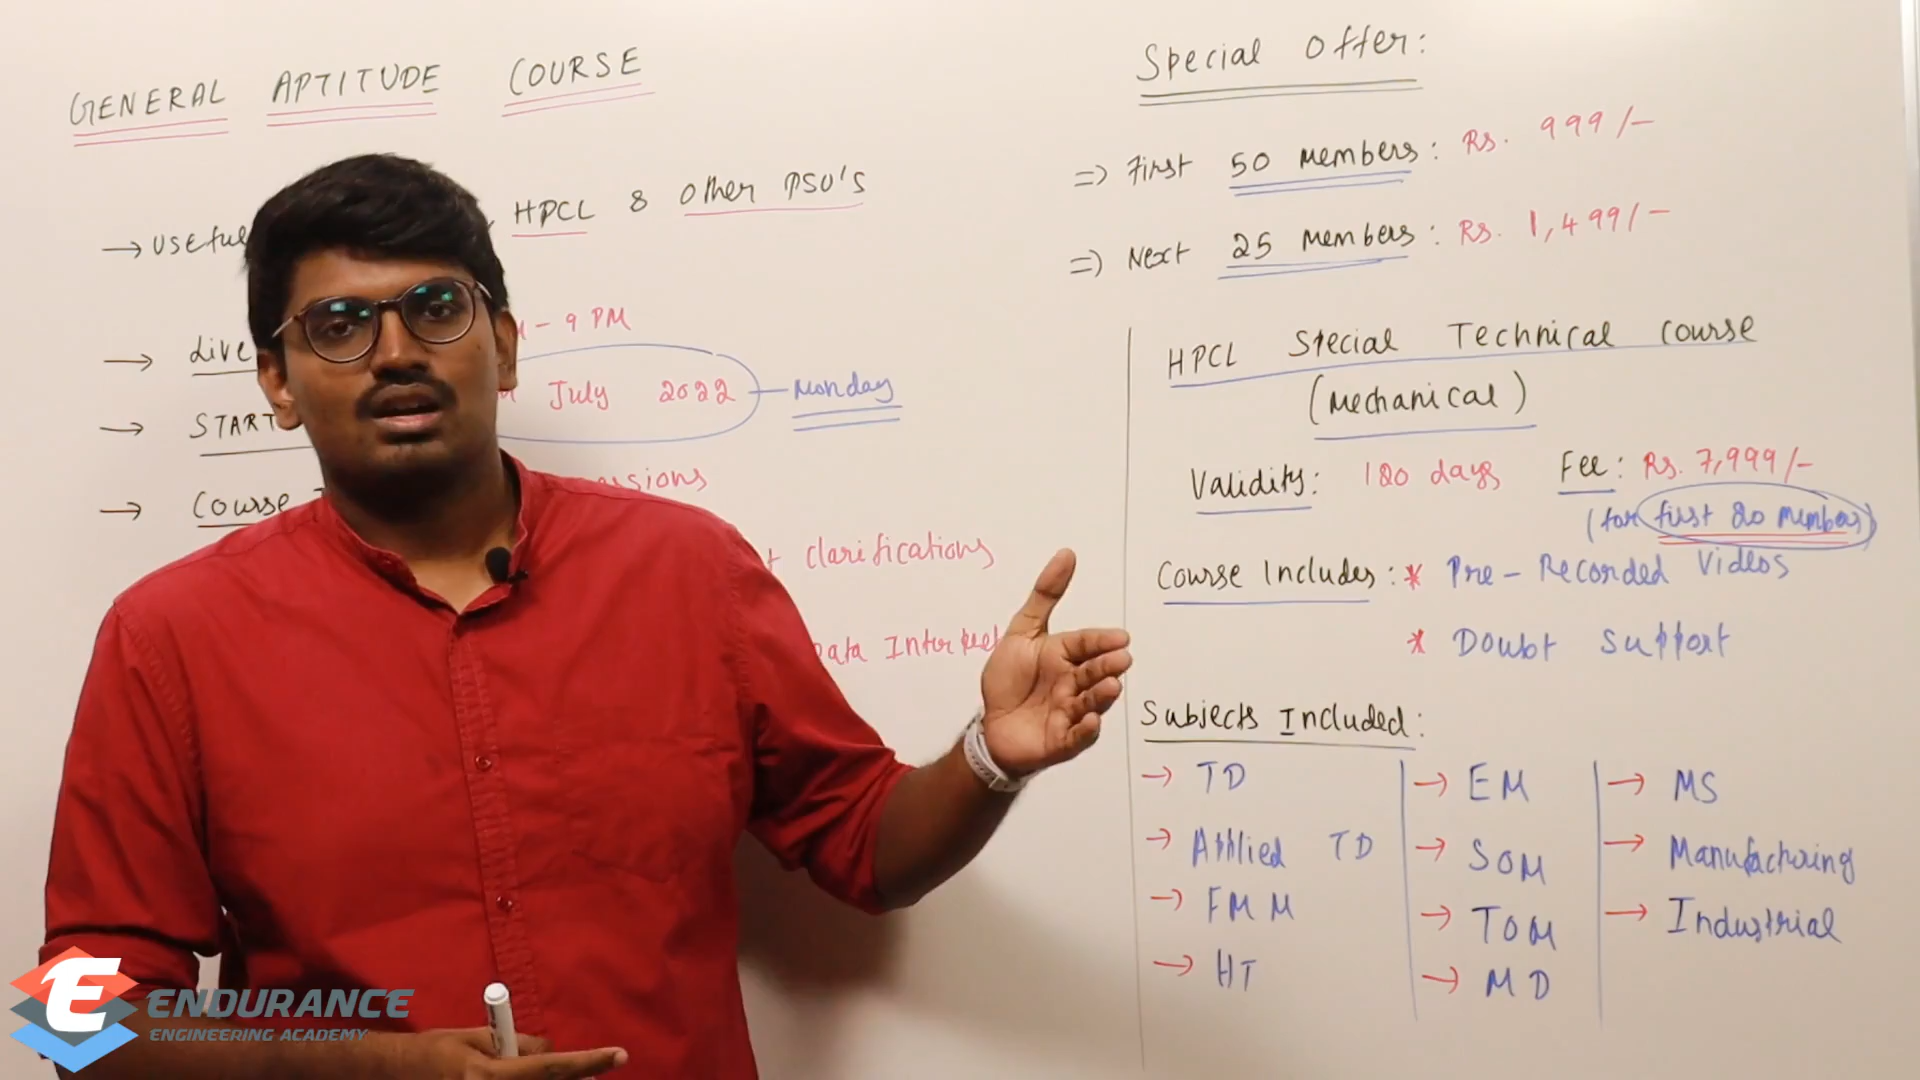 GENERAL APTITUDE COURSE
→ Useful HPCL & Other PSU's
→ Live - 9 PM
→ START July 2022 — Monday
→ Course
Clarifications
Data Interpret
Special Offer:
⇒ First 50 members: Rs. 999/-
⇒ Next 25 members: Rs. 1,499/-
HPCL Special Technical Course
(Mechanical)
Validity: 180 days Fee: Rs. 7,999/-
(for first 20 members)
Course Includes: * Pre-Recorded Videos
* Doubt Support
Subjects Included:
→ TD → EM → MS
→ Applied TD → SOM → Manufacturing
→ FMM → TOM → Industrial
→ HT → MD
ENDURANCE
ENGINEERING ACADEMY